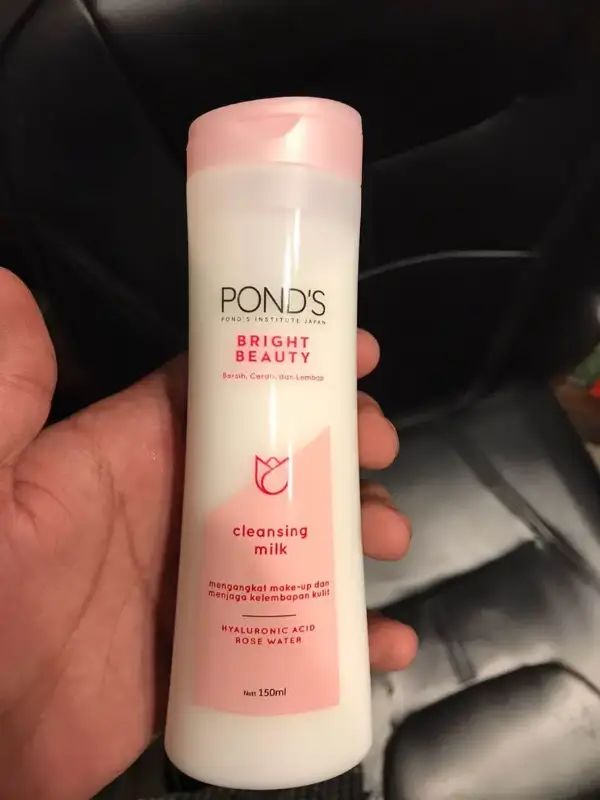 POND'S
POND'S INSTITUTE JAPAN
BRIGHT
BEAUTY
Bersih, Cerah, dan Lembap
cleansing
milk
mengangkat make-up dan
menjaga kelembapan kulit
HYALURONIC ACID
ROSE WATER
Nett 150ml